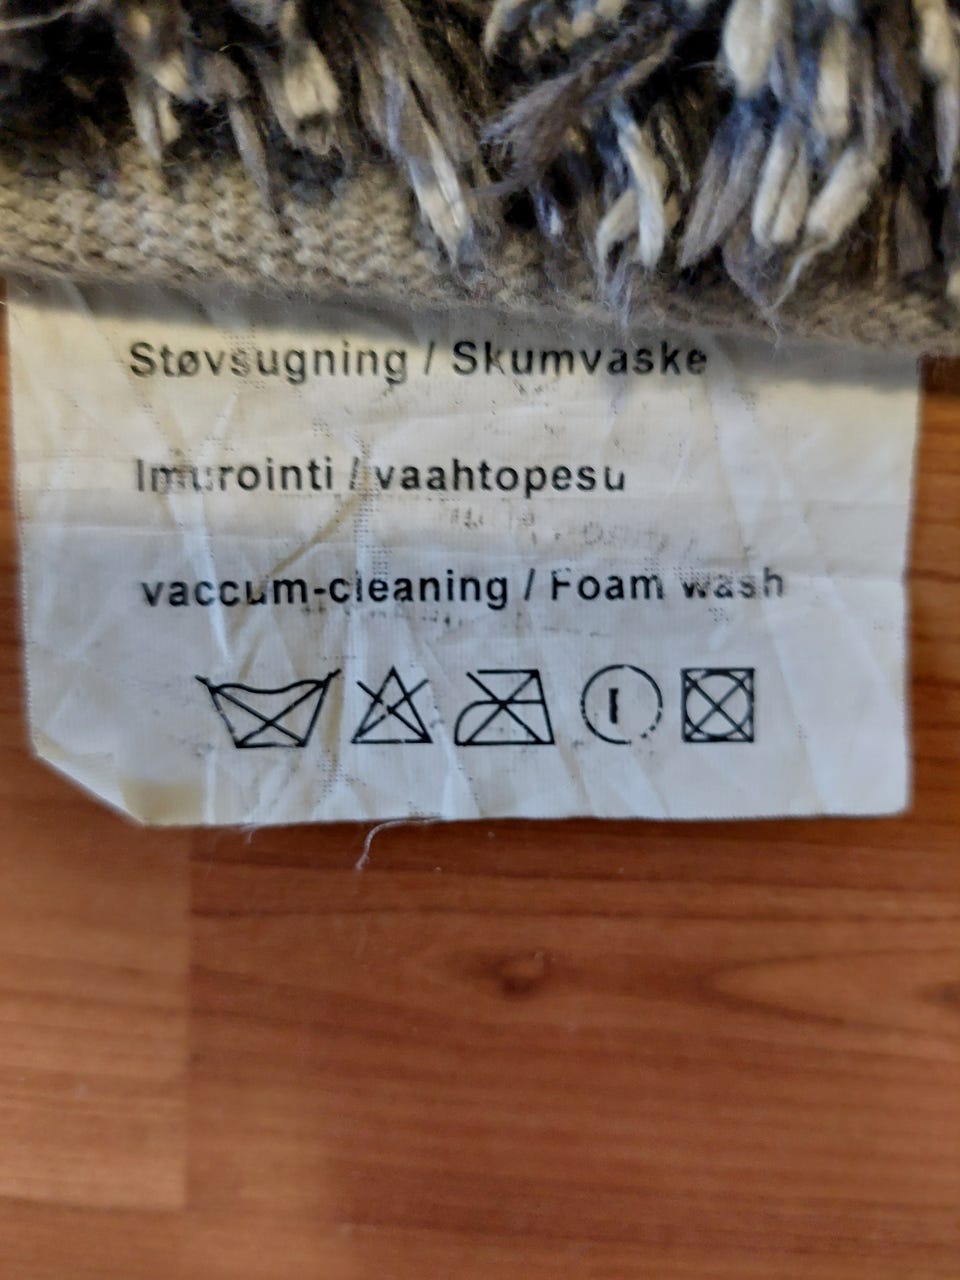 Støvsugning / Skumvaske
Imurointi / vaahtopesu
vaccum-cleaning / Foam wash